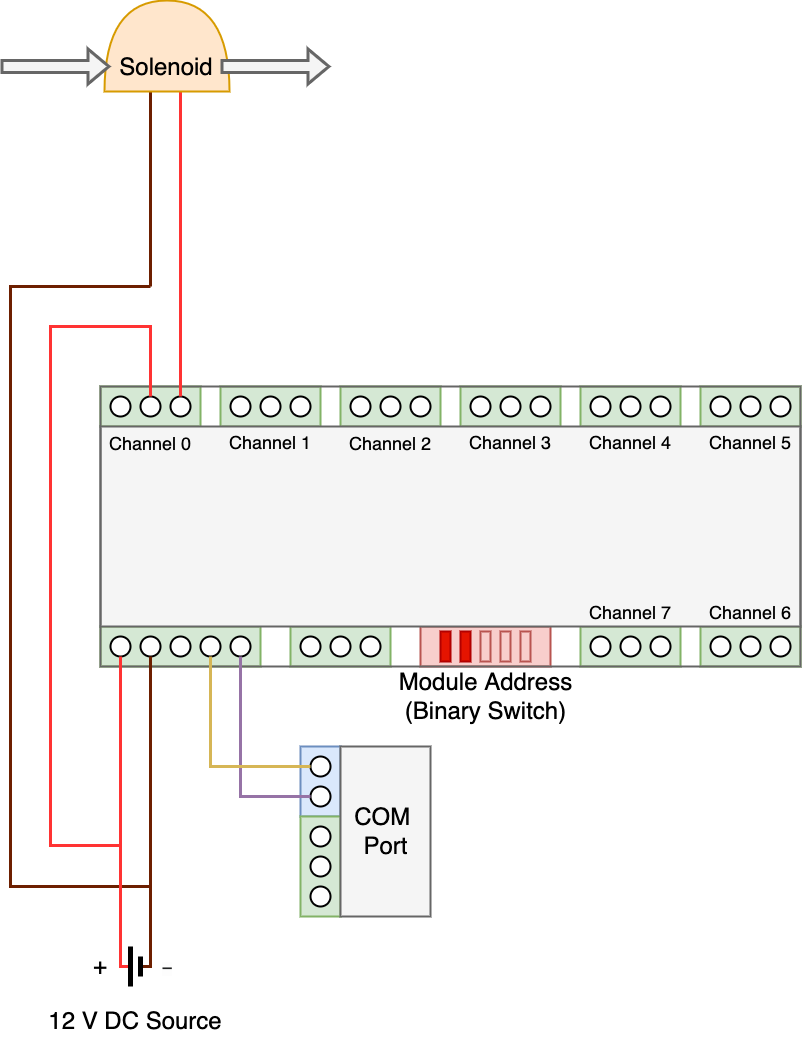 Solenoid
Channel 0
Channel 1
Channel 2
Channel 3
Channel 4
Channel 5
Channel 7
Channel 6
Module Address
(Binary Switch)
COM
Port
+
-
12 V DC Source